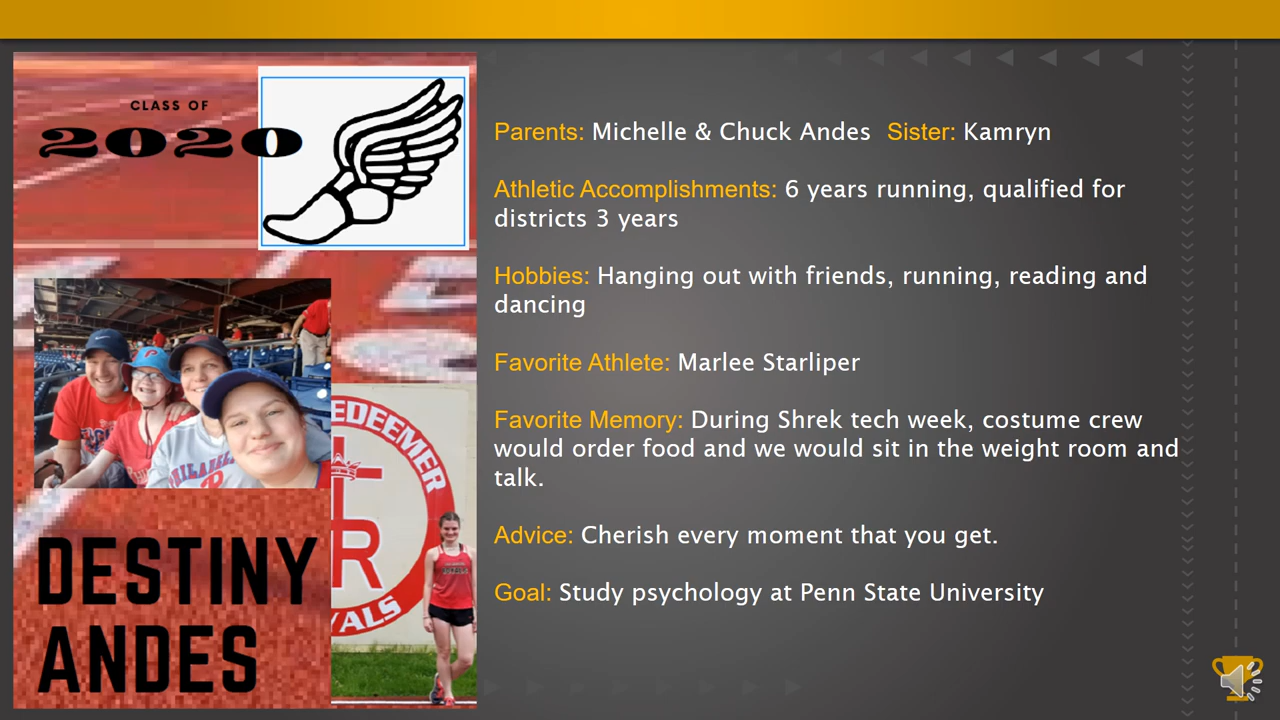 CLASS OF
2020
Parents: Michelle & Chuck Andes Sister: Kamryn
Athletic Accomplishments: 6 years running, qualified for
districts 3 years
Hobbies: Hanging out with friends, running, reading and
dancing
Favorite Athlete: Marlee Starliper
Favorite Memory: During Shrek tech week, costume crew
would order food and we would sit in the weight room and
talk.
Advice: Cherish every moment that you get.
Goal: Study psychology at Penn State University
P
PHILADEL
EDEEMER
R
VALS
DESTINY
ANDES